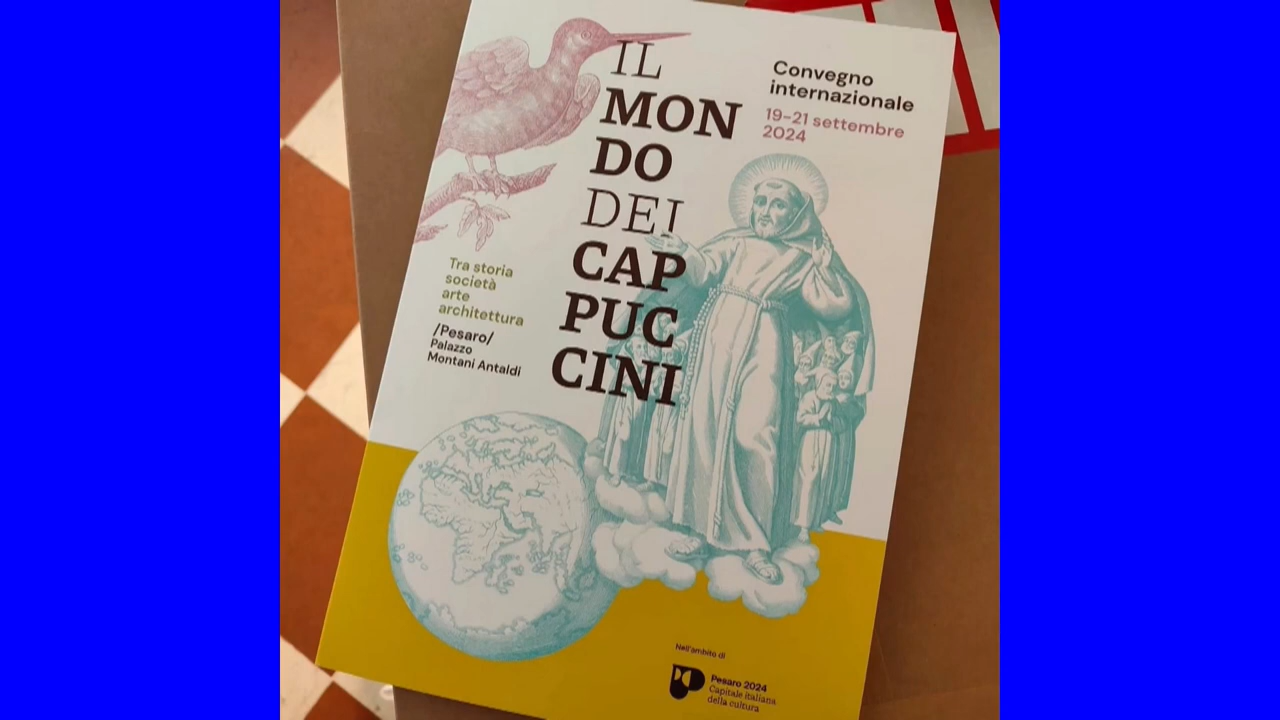 IL
MON
DO
DEI
CAP
PUC
CINI
Convegno
internazionale
19–21 settembre
2024
Tra storia
società
arte
architettura
/Pesaro/
Palazzo
Montani Antaldi
Nell'ambito di
Pesaro 2024
Capitale italiana
della cultura